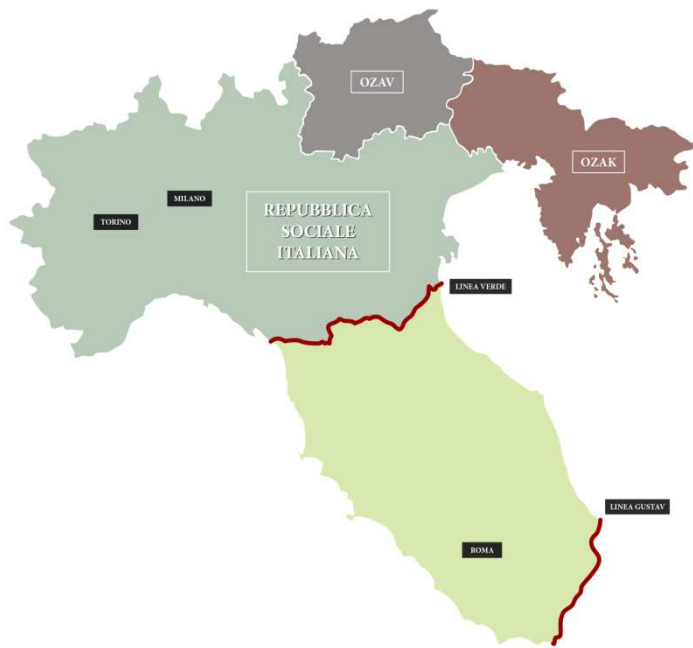 OZAV
OZAK
MILANO
TORINO
REPUBBLICA
SOCIALE
ITALIANA
LINEA VERDE
LINEA GUSTAV
ROMA